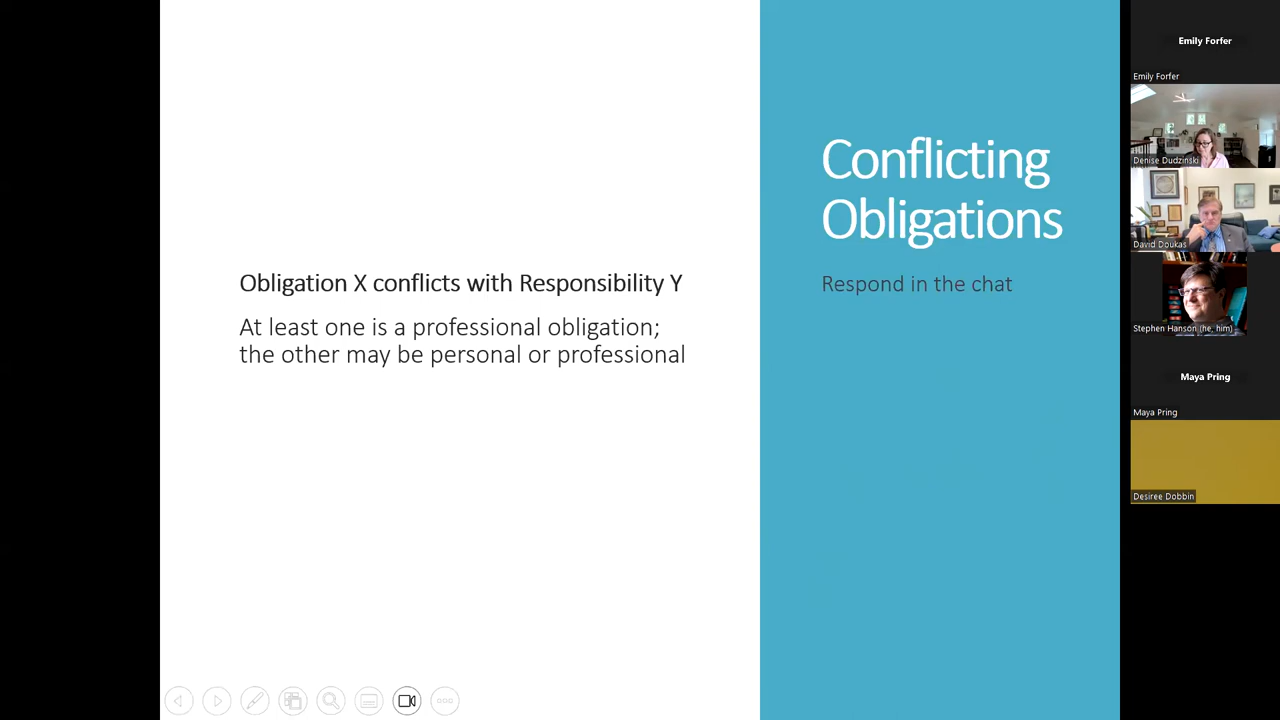 Obligation X conflicts with Responsibility Y
At least one is a professional obligation;
the other may be personal or professional
Conflicting
Obligations
Respond in the chat
Emily Forfer
Emily Forfer
Denise Dudzinski
David Doukas
Stephen Hanson (he, him)
Maya Pring
Maya Pring
Desiree Dobbin